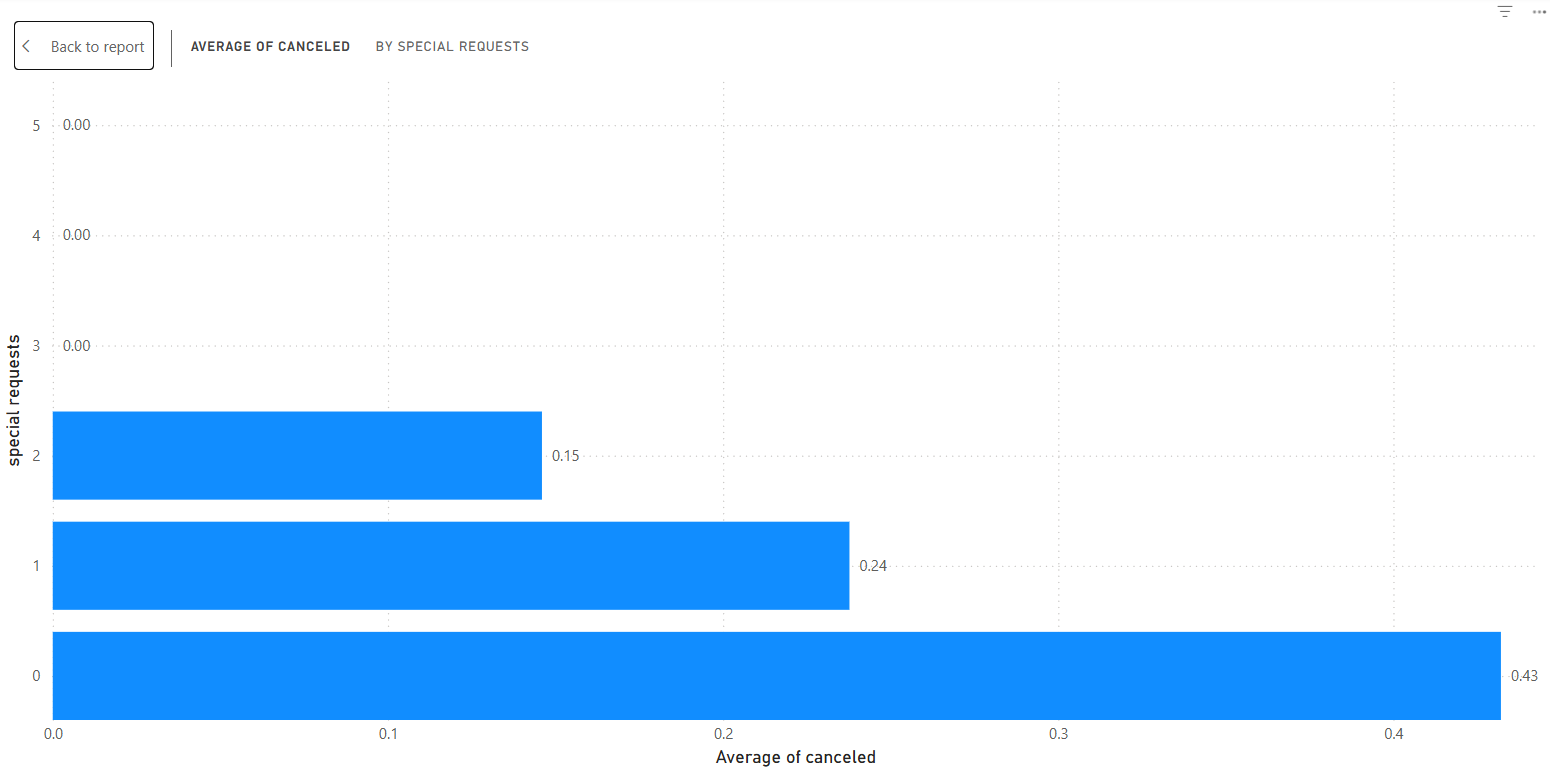 Back to report
AVERAGE OF CANCELED BY SPECIAL REQUESTS
special requests
5 0.00
4 0.00
3 0.00
2 0.15
1 0.24
0 0.43
0.0 0.1 0.2 0.3 0.4
Average of canceled